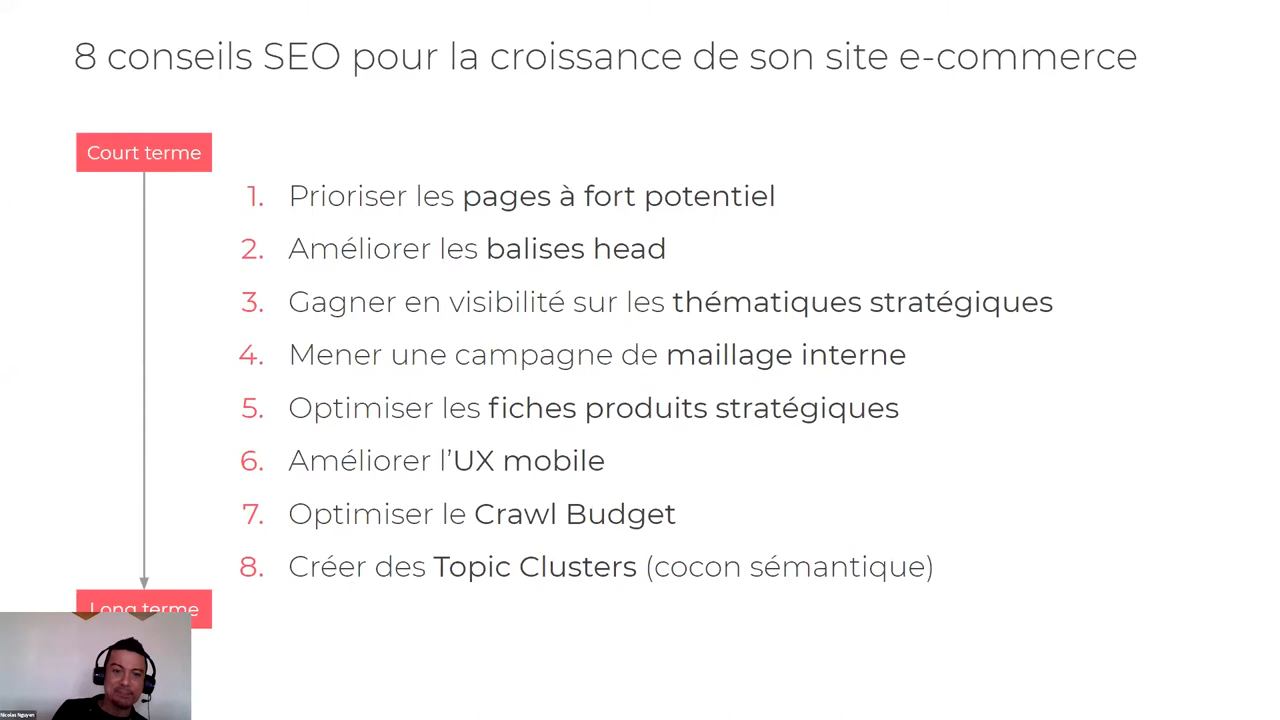 8 conseils SEO pour la croissance de son site e-commerce
Court terme
1. Prioriser les pages à fort potentiel
2. Améliorer les balises head
3. Gagner en visibilité sur les thématiques stratégiques
4. Mener une campagne de maillage interne
5. Optimiser les fiches produits stratégiques
6. Améliorer l’UX mobile
7. Optimiser le Crawl Budget
8. Créer des Topic Clusters (cocon sémantique)
Long terme
Nicolas Nguyen